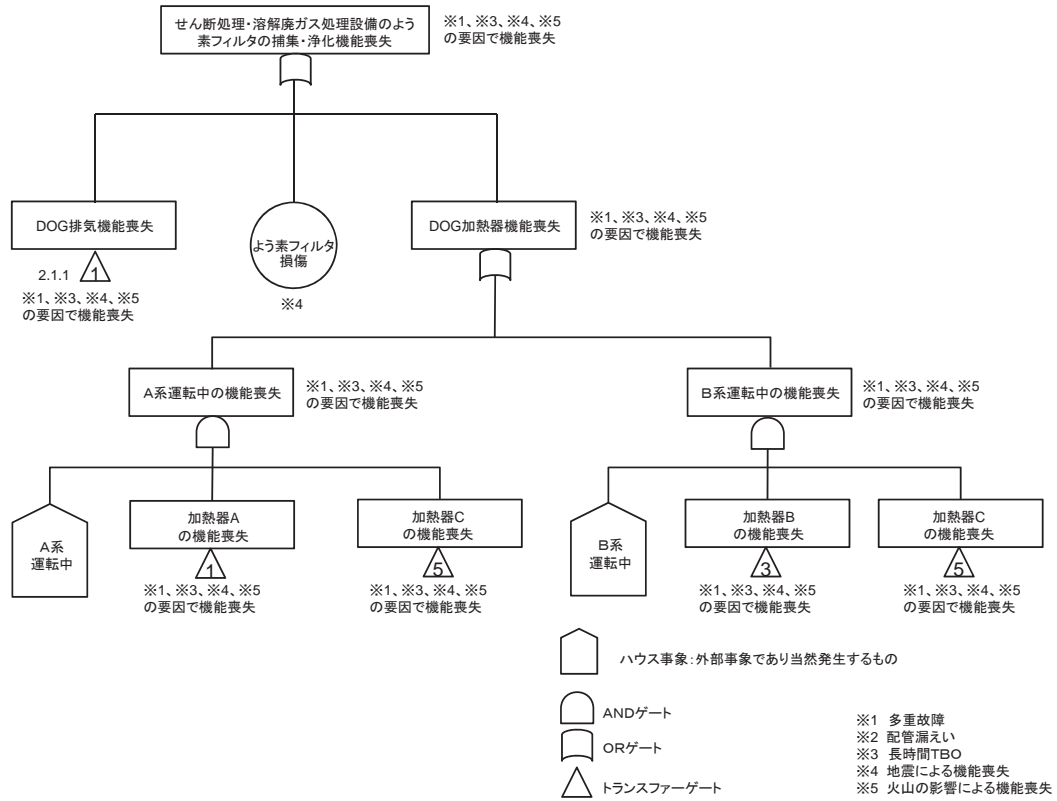 せん断処理・溶解廃ガス処理設備のよう
素フィルタの捕集・浄化機能喪失
※1、※3、※4、※5
の要因で機能喪失
DOG排気機能喪失
2.1.1
1
※1、※3、※4、※5
の要因で機能喪失
よう素フィルタ
損傷
※4
DOG加熱器機能喪失
※1、※3、※4、※5
の要因で機能喪失
A系運転中の機能喪失
※1、※3、※4、※5
の要因で機能喪失
B系運転中の機能喪失
※1、※3、※4、※5
の要因で機能喪失
A系
運転中
加熱器A
の機能喪失
1
※1、※3、※4、※5
の要因で機能喪失
加熱器C
の機能喪失
5
※1、※3、※4、※5
の要因で機能喪失
B系
運転中
加熱器B
の機能喪失
3
※1、※3、※4、※5
の要因で機能喪失
加熱器C
の機能喪失
5
※1、※3、※4、※5
の要因で機能喪失
ハウス事象:外部事象であり当然発生するもの
ANDゲート
ORゲート
トランスファーゲート
※1 多重故障
※2 配管漏えい
※3 長時間TBO
※4 地震による機能喪失
※5 火山の影響による機能喪失